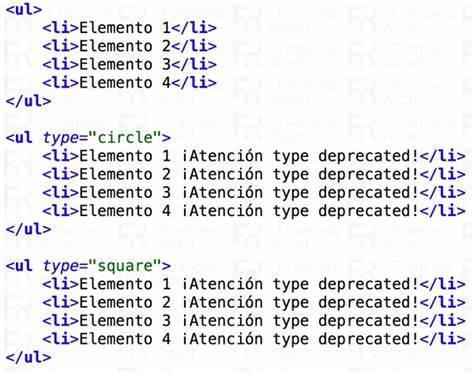 <ul>
    <li>Elemento 1</li>
    <li>Elemento 2</li>
    <li>Elemento 3</li>
    <li>Elemento 4</li>
</ul>
<ul type="circle">
    <li>Elemento 1 ¡Atención type deprecated!</li>
    <li>Elemento 2 ¡Atención type deprecated!</li>
    <li>Elemento 3 ¡Atención type deprecated!</li>
    <li>Elemento 4 ¡Atención type deprecated!</li>
</ul>
<ul type="square">
    <li>Elemento 1 ¡Atención type deprecated!</li>
    <li>Elemento 2 ¡Atención type deprecated!</li>
    <li>Elemento 3 ¡Atención type deprecated!</li>
    <li>Elemento 4 ¡Atención type deprecated!</li>
</ul>